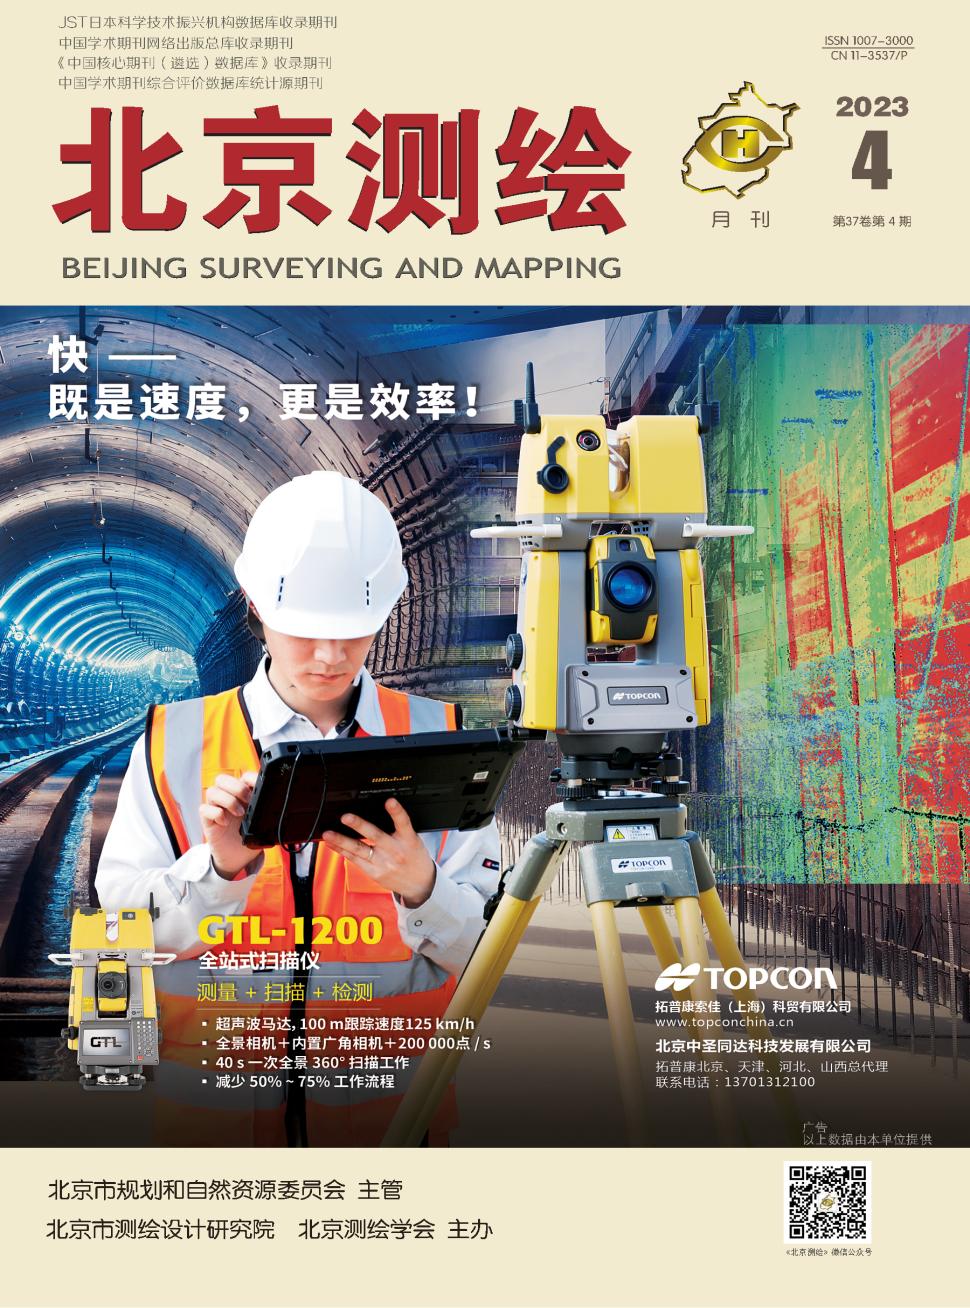 JST日本科学技术振兴机构数据库收录期刊
中国学术期刊网络出版总库收录期刊
《中国核心期刊（遴选）数据库》收录期刊
中国学术期刊综合评价数据库统计源期刊
ISSN 1007-3000
CN 11-3537/P
北京测绘
BEIJING SURVEYING AND MAPPING
月 刊
2023
4
第37卷第 4 期
快 ——
既是速度，更是效率！
TOPCON
TOPCON
GTL-1200
全站式扫描仪
测量 + 扫描 + 检测
▪ 超声波马达, 100 m跟踪速度125 km/h
▪ 全景相机＋内置广角相机＋200 000点 / s
▪ 40 s 一次全景 360° 扫描工作
▪ 减少 50% ~ 75% 工作流程
GTL
TOPCON
拓普康索佳（上海）科贸有限公司
www.topconchina.cn
北京中圣同达科技发展有限公司
拓普康北京、天津、河北、山西总代理
联系电话：13701312100
广告
以上数据由本单位提供
北京市规划和自然资源委员会 主管
北京市测绘设计研究院 北京测绘学会 主办
《北京测绘》微信公众号